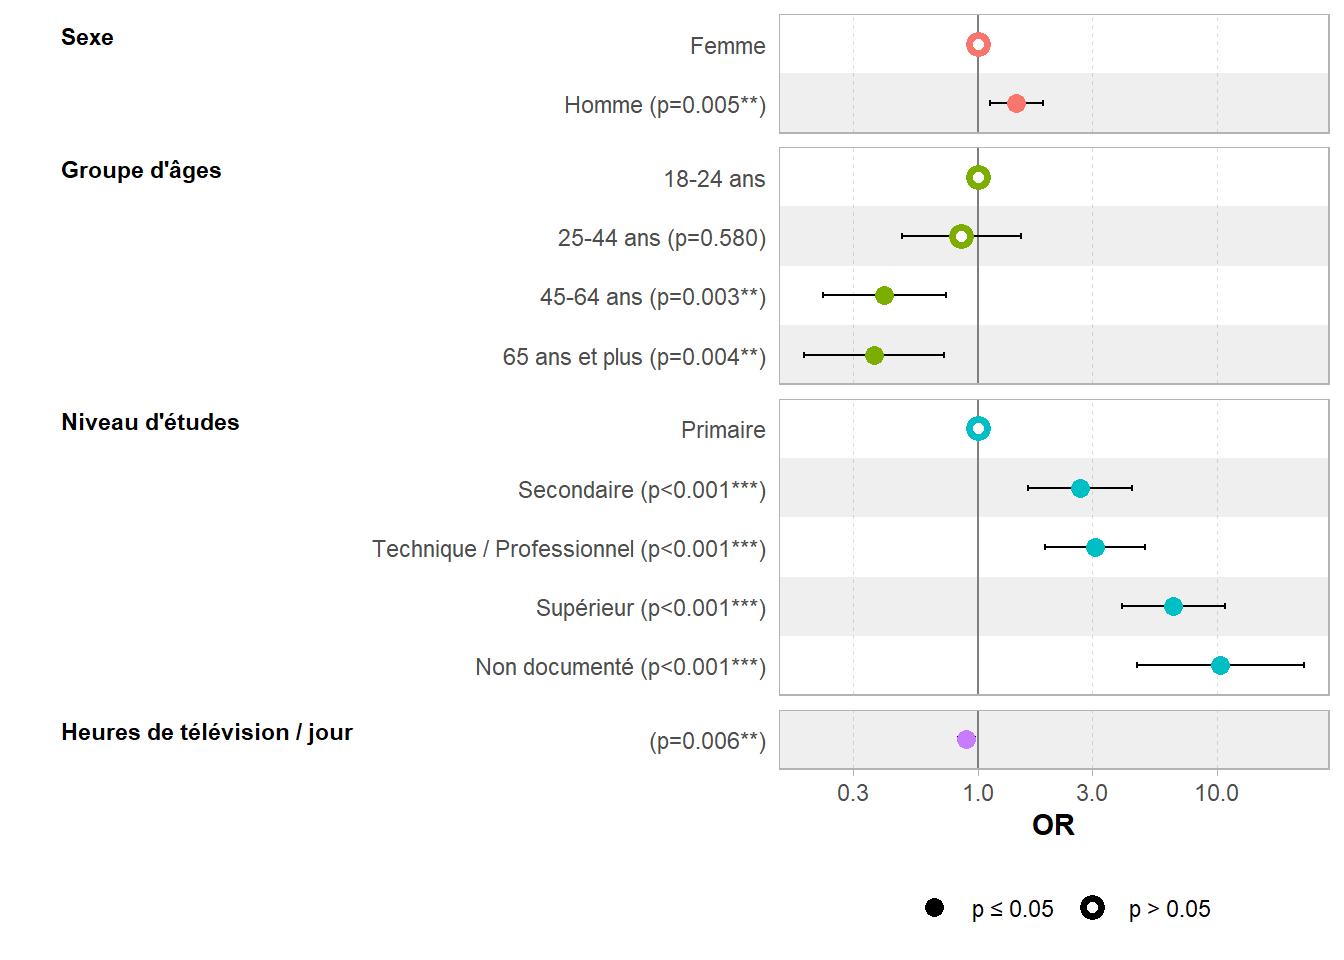 Sexe
Femme
Homme (p=0.005**)
Groupe d'âges
18-24 ans
25-44 ans (p=0.580)
45-64 ans (p=0.003**)
65 ans et plus (p=0.004**)
Niveau d'études
Primaire
Secondaire (p<0.001***)
Technique / Professionnel (p<0.001***)
Supérieur (p<0.001***)
Non documenté (p<0.001***)
Heures de télévision / jour
(p=0.006**)
0.3 1.0 3.0 10.0
OR
p ≤ 0.05 p > 0.05